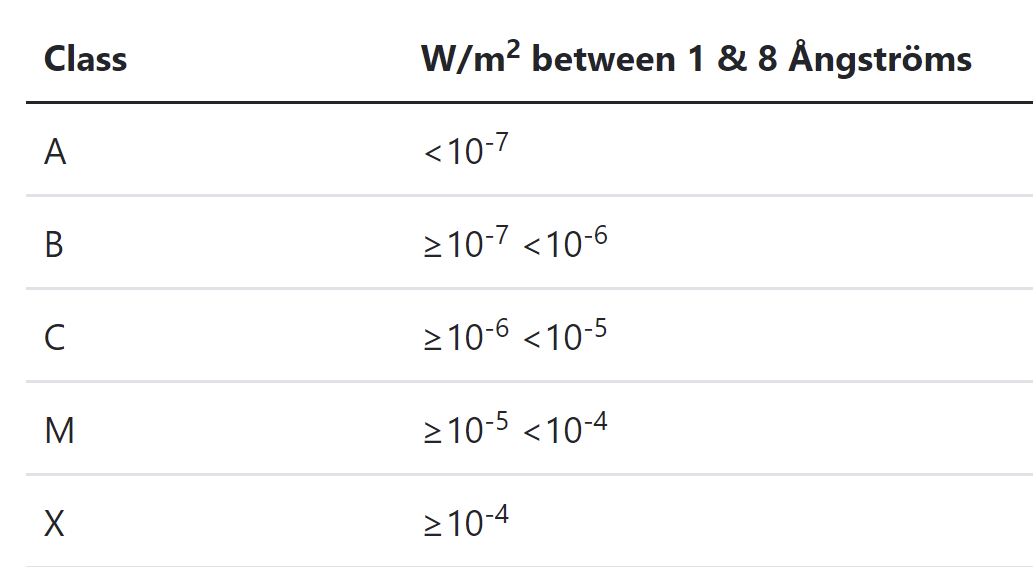 Class W/m² between 1 & 8 Ångströms
A <10⁻⁷
B ≥10⁻⁷ <10⁻⁶
C ≥10⁻⁶ <10⁻⁵
M ≥10⁻⁵ <10⁻⁴
X ≥10⁻⁴